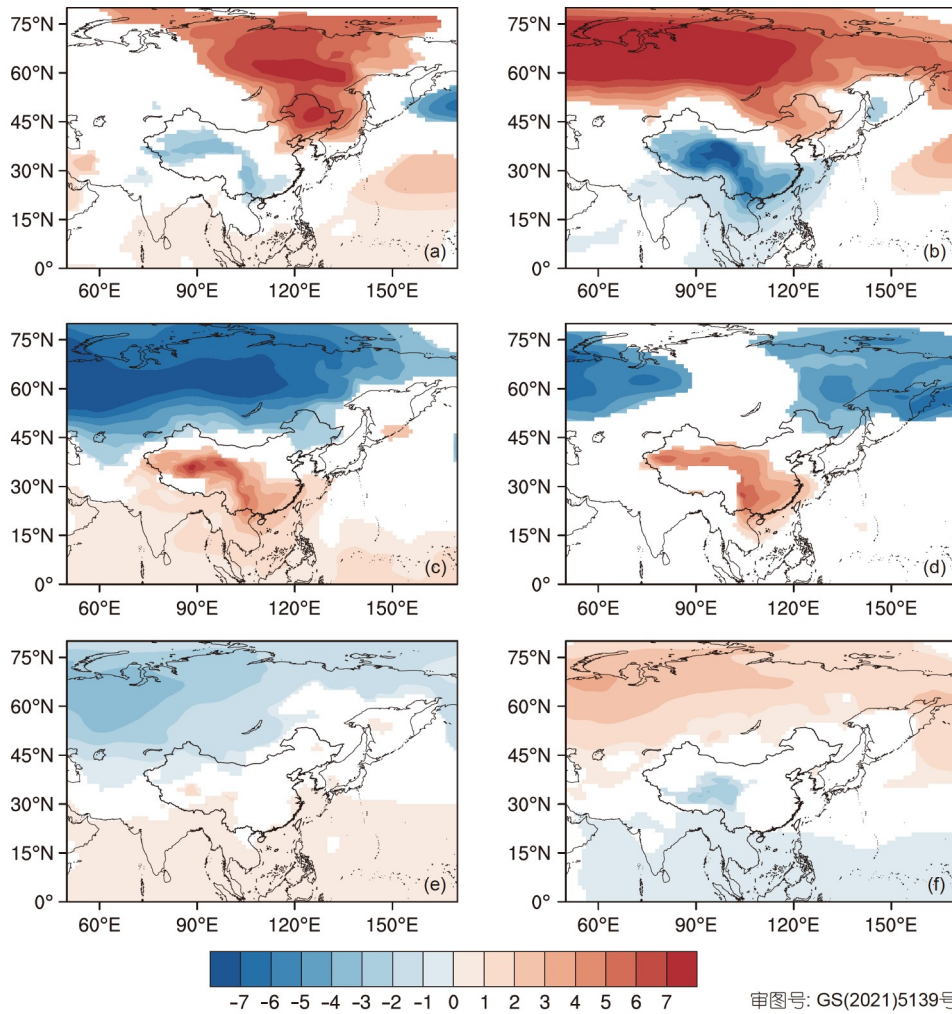 75°N 75°N
60°N 60°N
45°N 45°N
30°N 30°N
15°N 15°N
0° (a) 0° (b)
60°E 90°E 120°E 150°E 60°E 90°E 120°E 150°E
75°N 75°N
60°N 60°N
45°N 45°N
30°N 30°N
15°N 15°N
0° (c) 0° (d)
60°E 90°E 120°E 150°E 60°E 90°E 120°E 150°E
75°N 75°N
60°N 60°N
45°N 45°N
30°N 30°N
15°N 15°N
0° (e) 0° (f)
60°E 90°E 120°E 150°E 60°E 90°E 120°E 150°E
-7 -6 -5 -4 -3 -2 -1 0 1 2 3 4 5 6 7
审图号: GS(2021)5139号